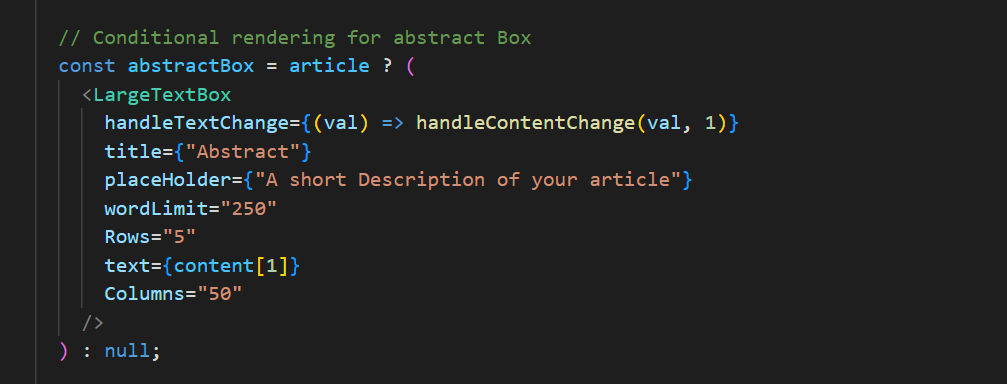 // Conditional rendering for abstract Box
const abstractBox = article ? (
<LargeTextBox
handleTextChange={(val) => handleContentChange(val, 1)}
title={"Abstract"}
placeHolder={"A short Description of your article"}
wordLimit="250"
Rows="5"
text={content[1]}
Columns="50"
/>
) : null;